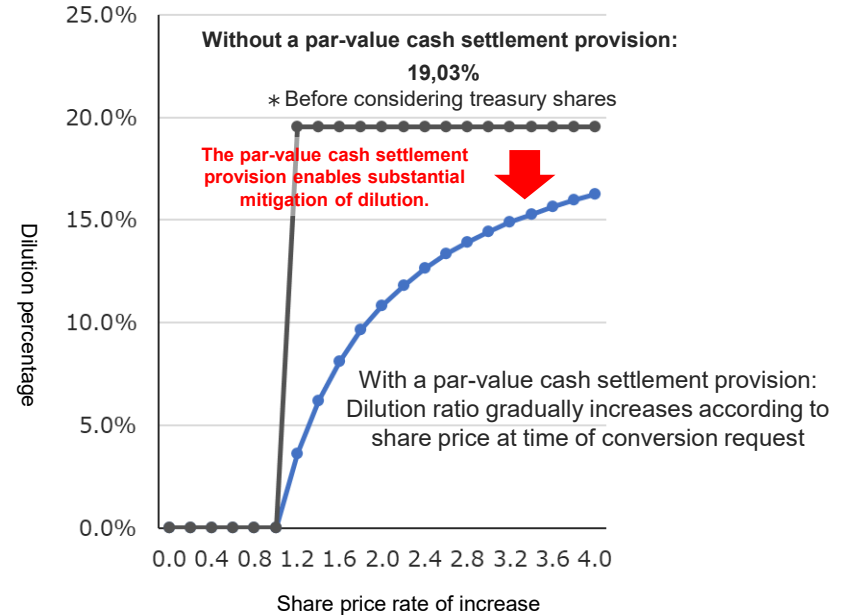 25.0%
Without a par-value cash settlement provision:
19,03%
＊Before considering treasury shares
20.0%
The par-value cash settlement
provision enables substantial
mitigation of dilution.
15.0%
Dilution percentage
10.0%
With a par-value cash settlement provision:
Dilution ratio gradually increases according to
share price at time of conversion request
5.0%
0.0%
0.0 0.4 0.8 1.2 1.6 2.0 2.4 2.8 3.2 3.6 4.0
Share price rate of increase